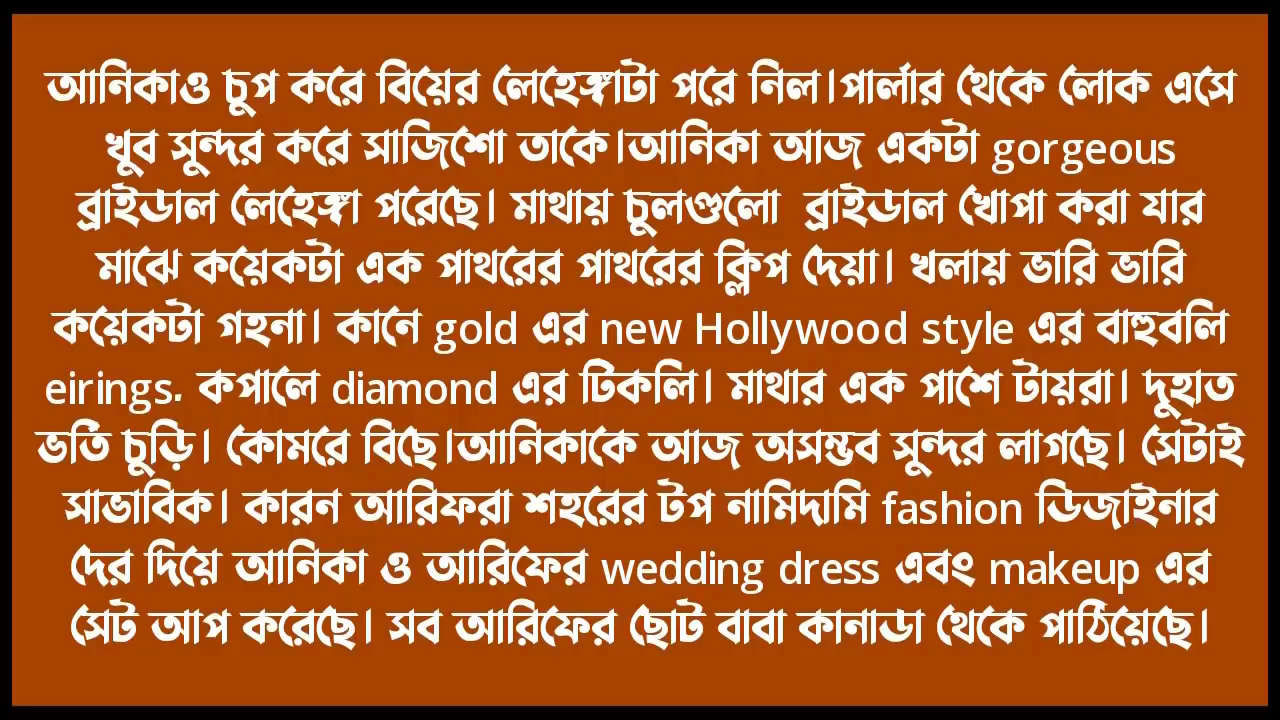 আনিকাও চুপ করে বিয়ের লেহেঙ্গাটা পরে নিল।পার্লার থেকে লোক এসে
খুব সুন্দর করে সাজিশো তাকে।আনিকা আজ একটা gorgeous
ব্রাইডাল লেহেঙ্গা পরেছে। মাথায় চুলগুলো ব্রাইডাল খোপা করা যার
মাঝে কয়েকটা এক পাথরের পাথরের ক্লিপ দেয়া। খলায় ভারি ভারি
কয়েকটা গহনা। কানে gold এর new Hollywood style এর বাহুবলি
eirings. কপালে diamond এর টিকলি। মাথার এক পাশে টায়রা। দুহাত
ভর্তি চুড়ি। কোমরে বিছে।আনিকাকে আজ অসম্ভব সুন্দর লাগছে। সেটাই
সাভাবিক। কারন আরিফরা শহরের টপ নামিদামি fashion ডিজাইনার
দের দিয়ে আনিকা ও আরিফের wedding dress এবং makeup এর
সেট আপ করেছে। সব আরিফের ছোট বাবা কানাডা থেকে পাঠিয়েছে।